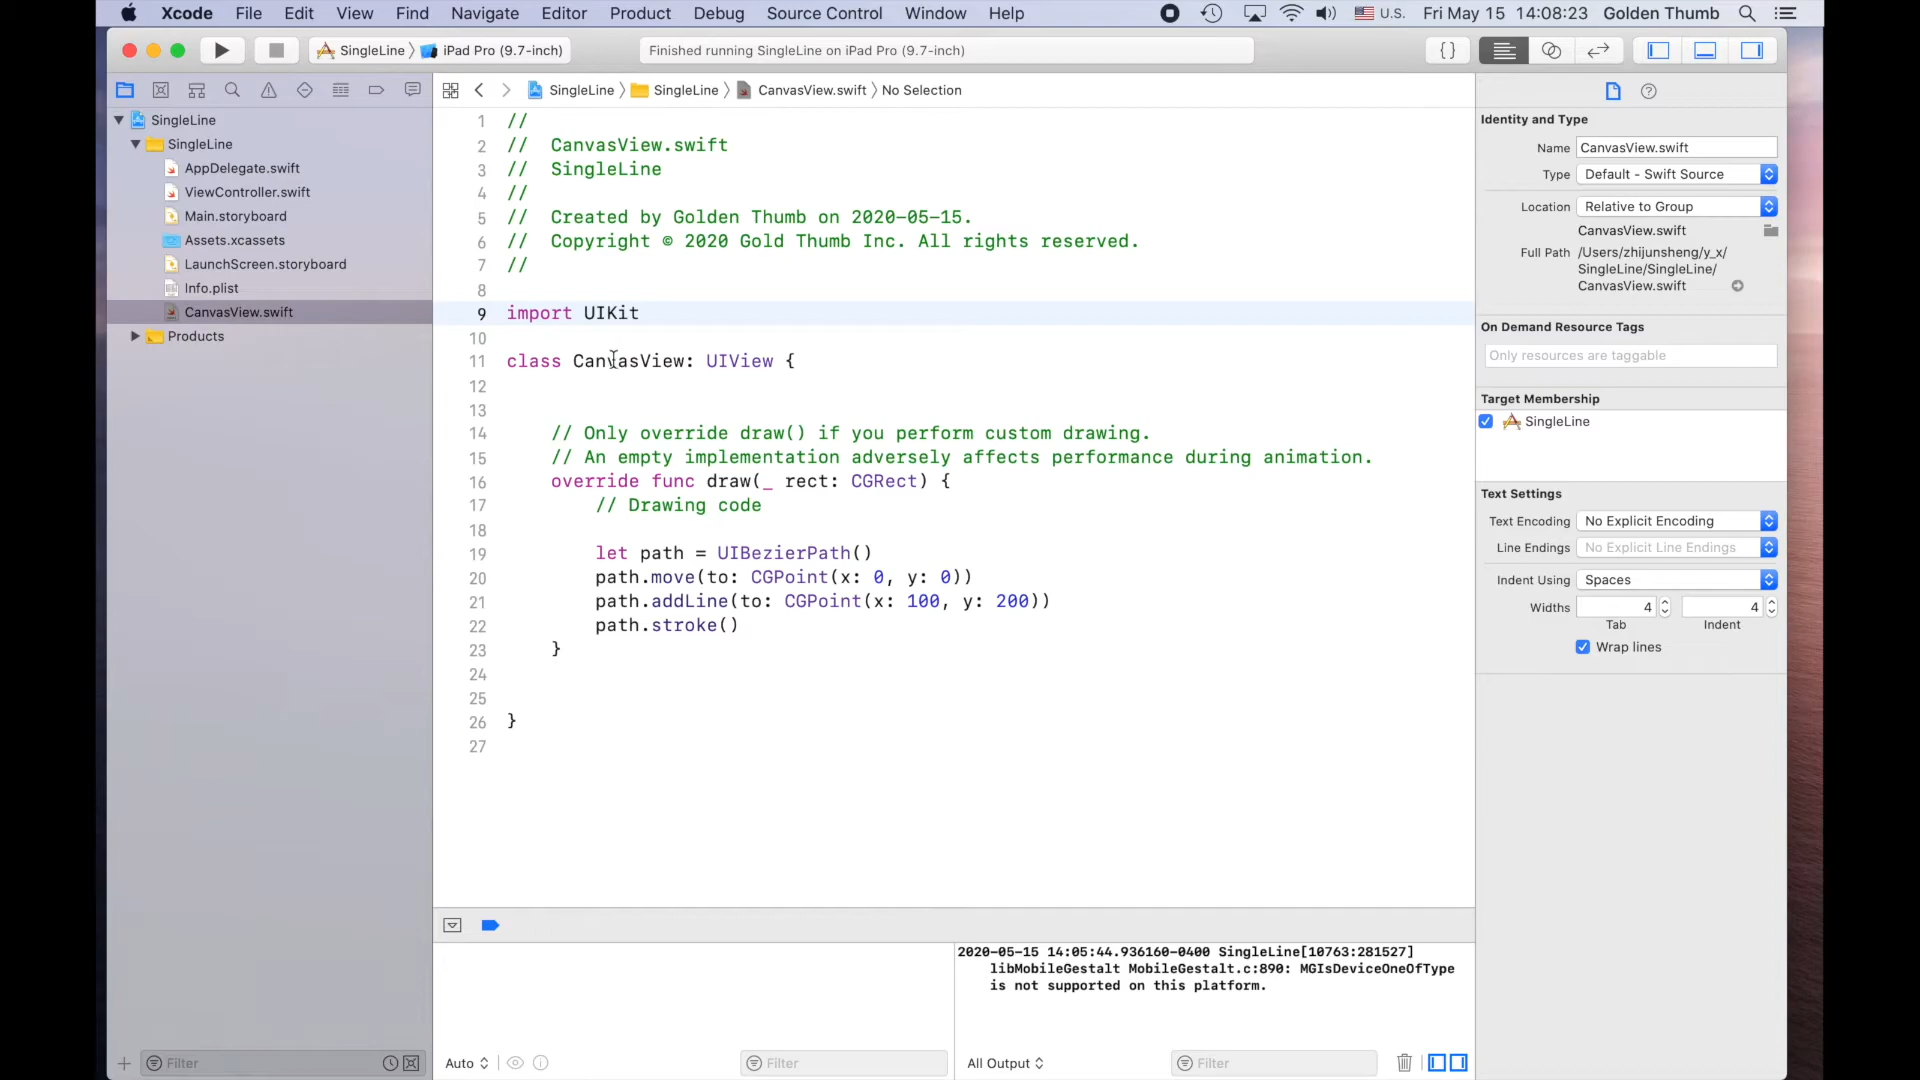 Xcode File Edit View Find Navigate Editor Product Debug Source Control Window Help U.S. Fri May 15 14:08:23 Golden Thumb
SingleLine iPad Pro (9.7-inch) Finished running SingleLine on iPad Pro (9.7-inch) {}
SingleLine SingleLine CanvasView.swift No Selection
SingleLine
SingleLine
AppDelegate.swift
ViewController.swift
Main.storyboard
Assets.xcassets
LaunchScreen.storyboard
Info.plist
CanvasView.swift
Products
Filter
1 //
2 //  CanvasView.swift
3 //  SingleLine
4 //
5 //  Created by Golden Thumb on 2020-05-15.
6 //  Copyright © 2020 Gold Thumb Inc. All rights reserved.
7 //
8
9 import UIKit
10
11 class CanvasView: UIView {
12
13
14     // Only override draw() if you perform custom drawing.
15     // An empty implementation adversely affects performance during animation.
16     override func draw(_ rect: CGRect) {
17         // Drawing code
18
19         let path = UIBezierPath()
20         path.move(to: CGPoint(x: 0, y: 0))
21         path.addLine(to: CGPoint(x: 100, y: 200))
22         path.stroke()
23     }
24
25
26 }
27
Auto Filter
2020-05-15 14:05:44.936160-0400 SingleLine[10763:281527]
libMobileGestalt MobileGestalt.c:890: MGIsDeviceOneOfType
is not supported on this platform.
All Output Filter
Identity and Type
Name CanvasView.swift
Type Default - Swift Source
Location Relative to Group
CanvasView.swift
Full Path /Users/zhijunsheng/y_x/
SingleLine/SingleLine/
CanvasView.swift
On Demand Resource Tags
Only resources are taggable
Target Membership
SingleLine
Text Settings
Text Encoding No Explicit Encoding
Line Endings No Explicit Line Endings
Indent Using Spaces
Widths 4 4
Tab Indent
Wrap lines